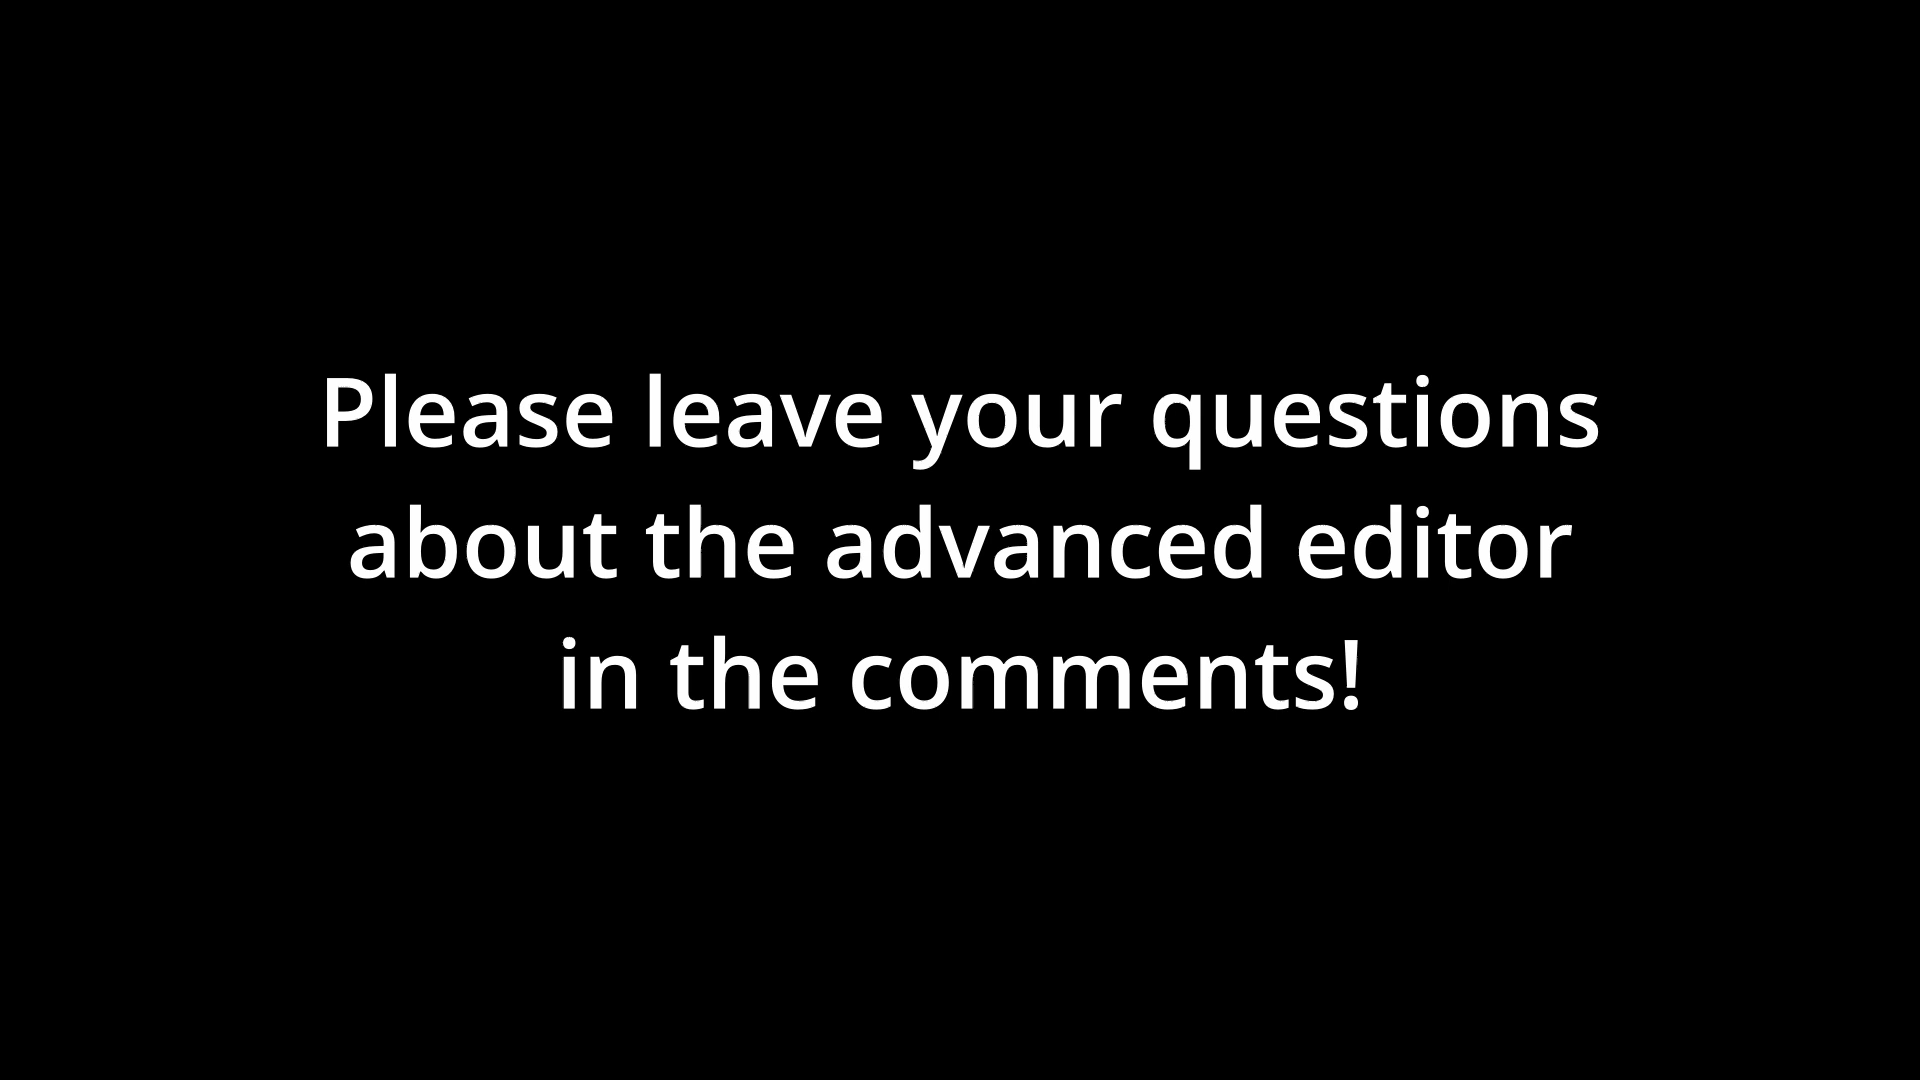 Please leave your questions
about the advanced editor
in the comments!